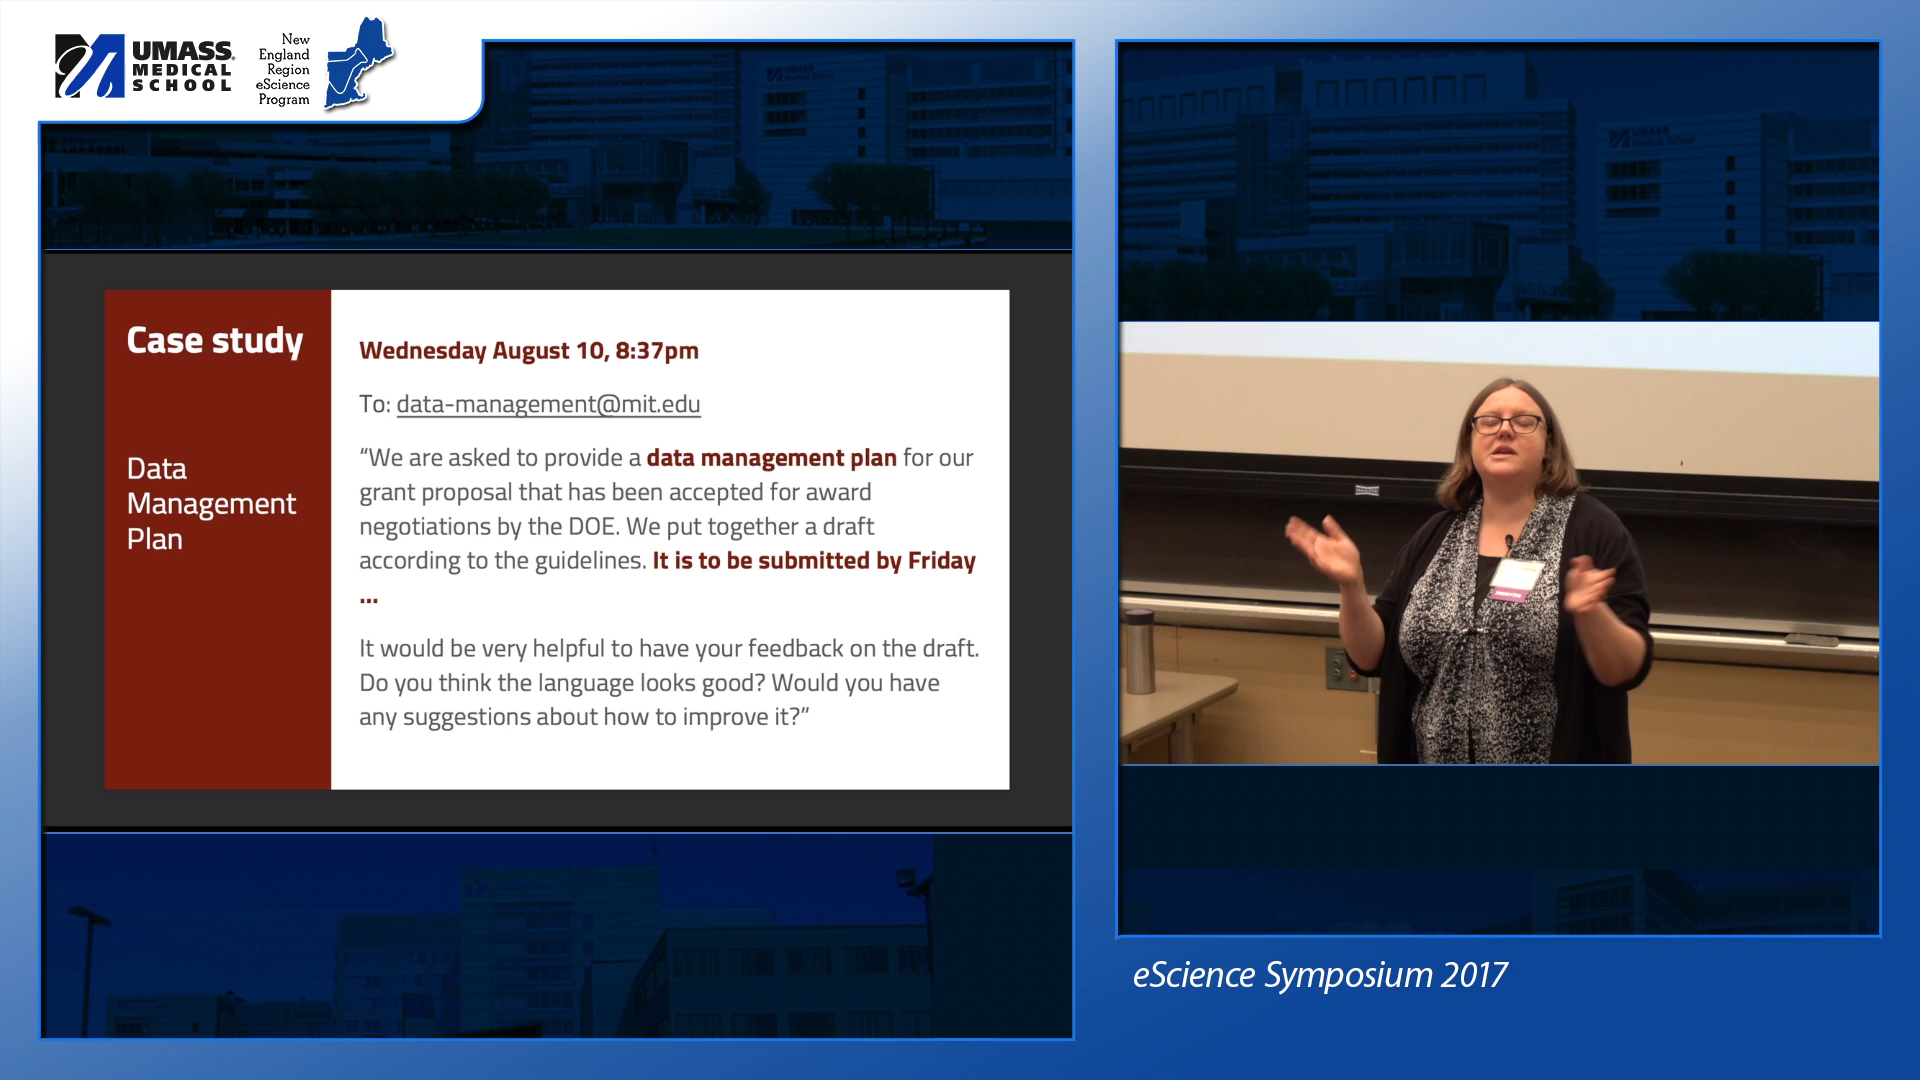 UMASS
MEDICAL
SCHOOL
New
England
Region
eScience
Program
Case study
Data
Management
Plan
Wednesday August 10, 8:37pm
To: data-management@mit.edu
“We are asked to provide a data management plan for our
grant proposal that has been accepted for award
negotiations by the DOE. We put together a draft
according to the guidelines. It is to be submitted by Friday
...
It would be very helpful to have your feedback on the draft.
Do you think the language looks good? Would you have
any suggestions about how to improve it?”
eScience Symposium 2017